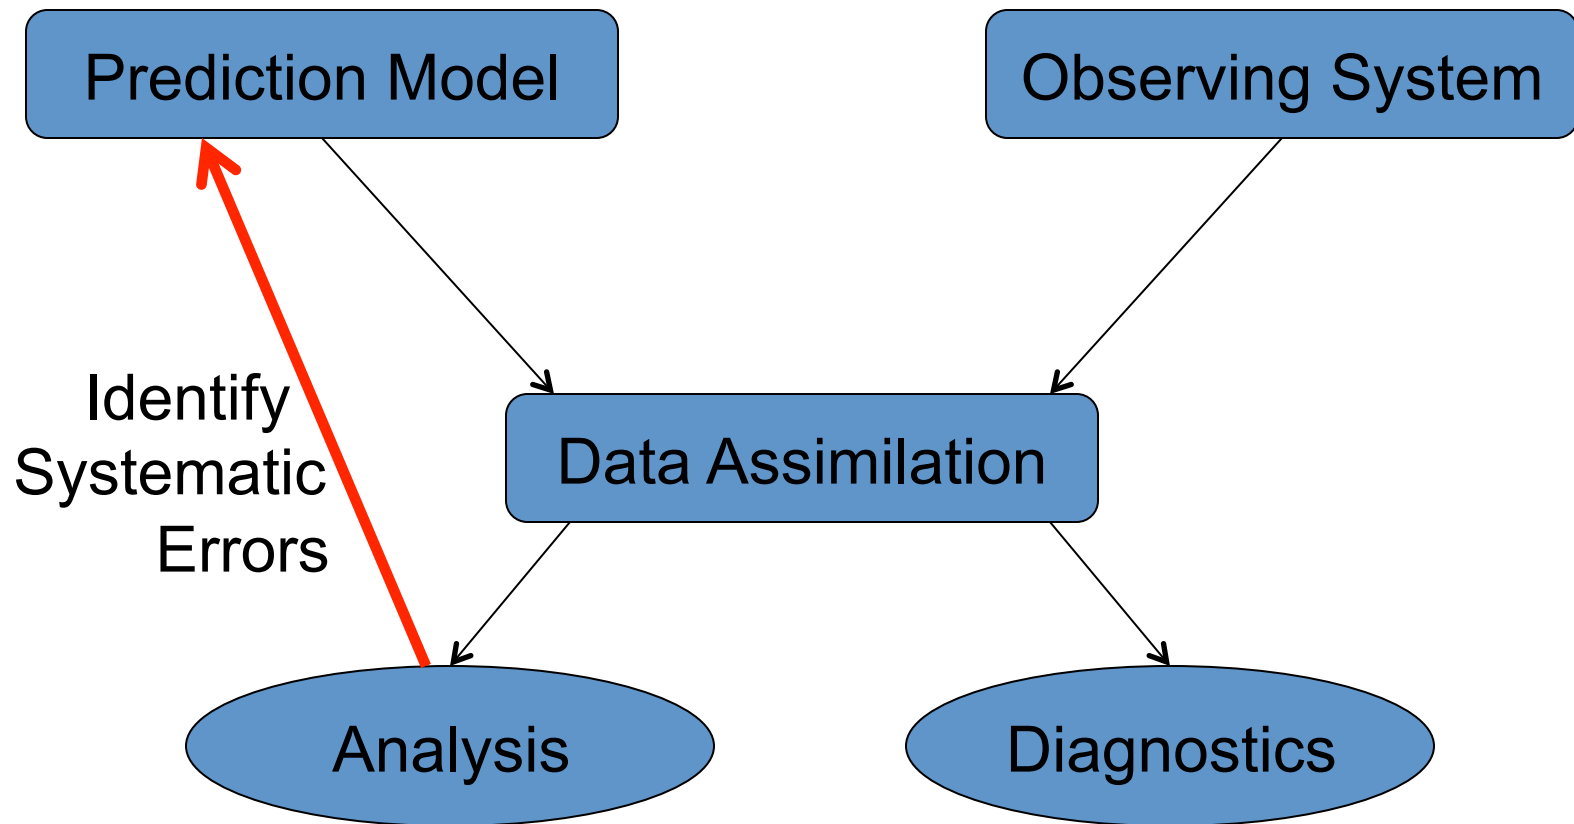 Prediction Model
Observing System
Identify
Systematic
Errors
Data Assimilation
Analysis
Diagnostics